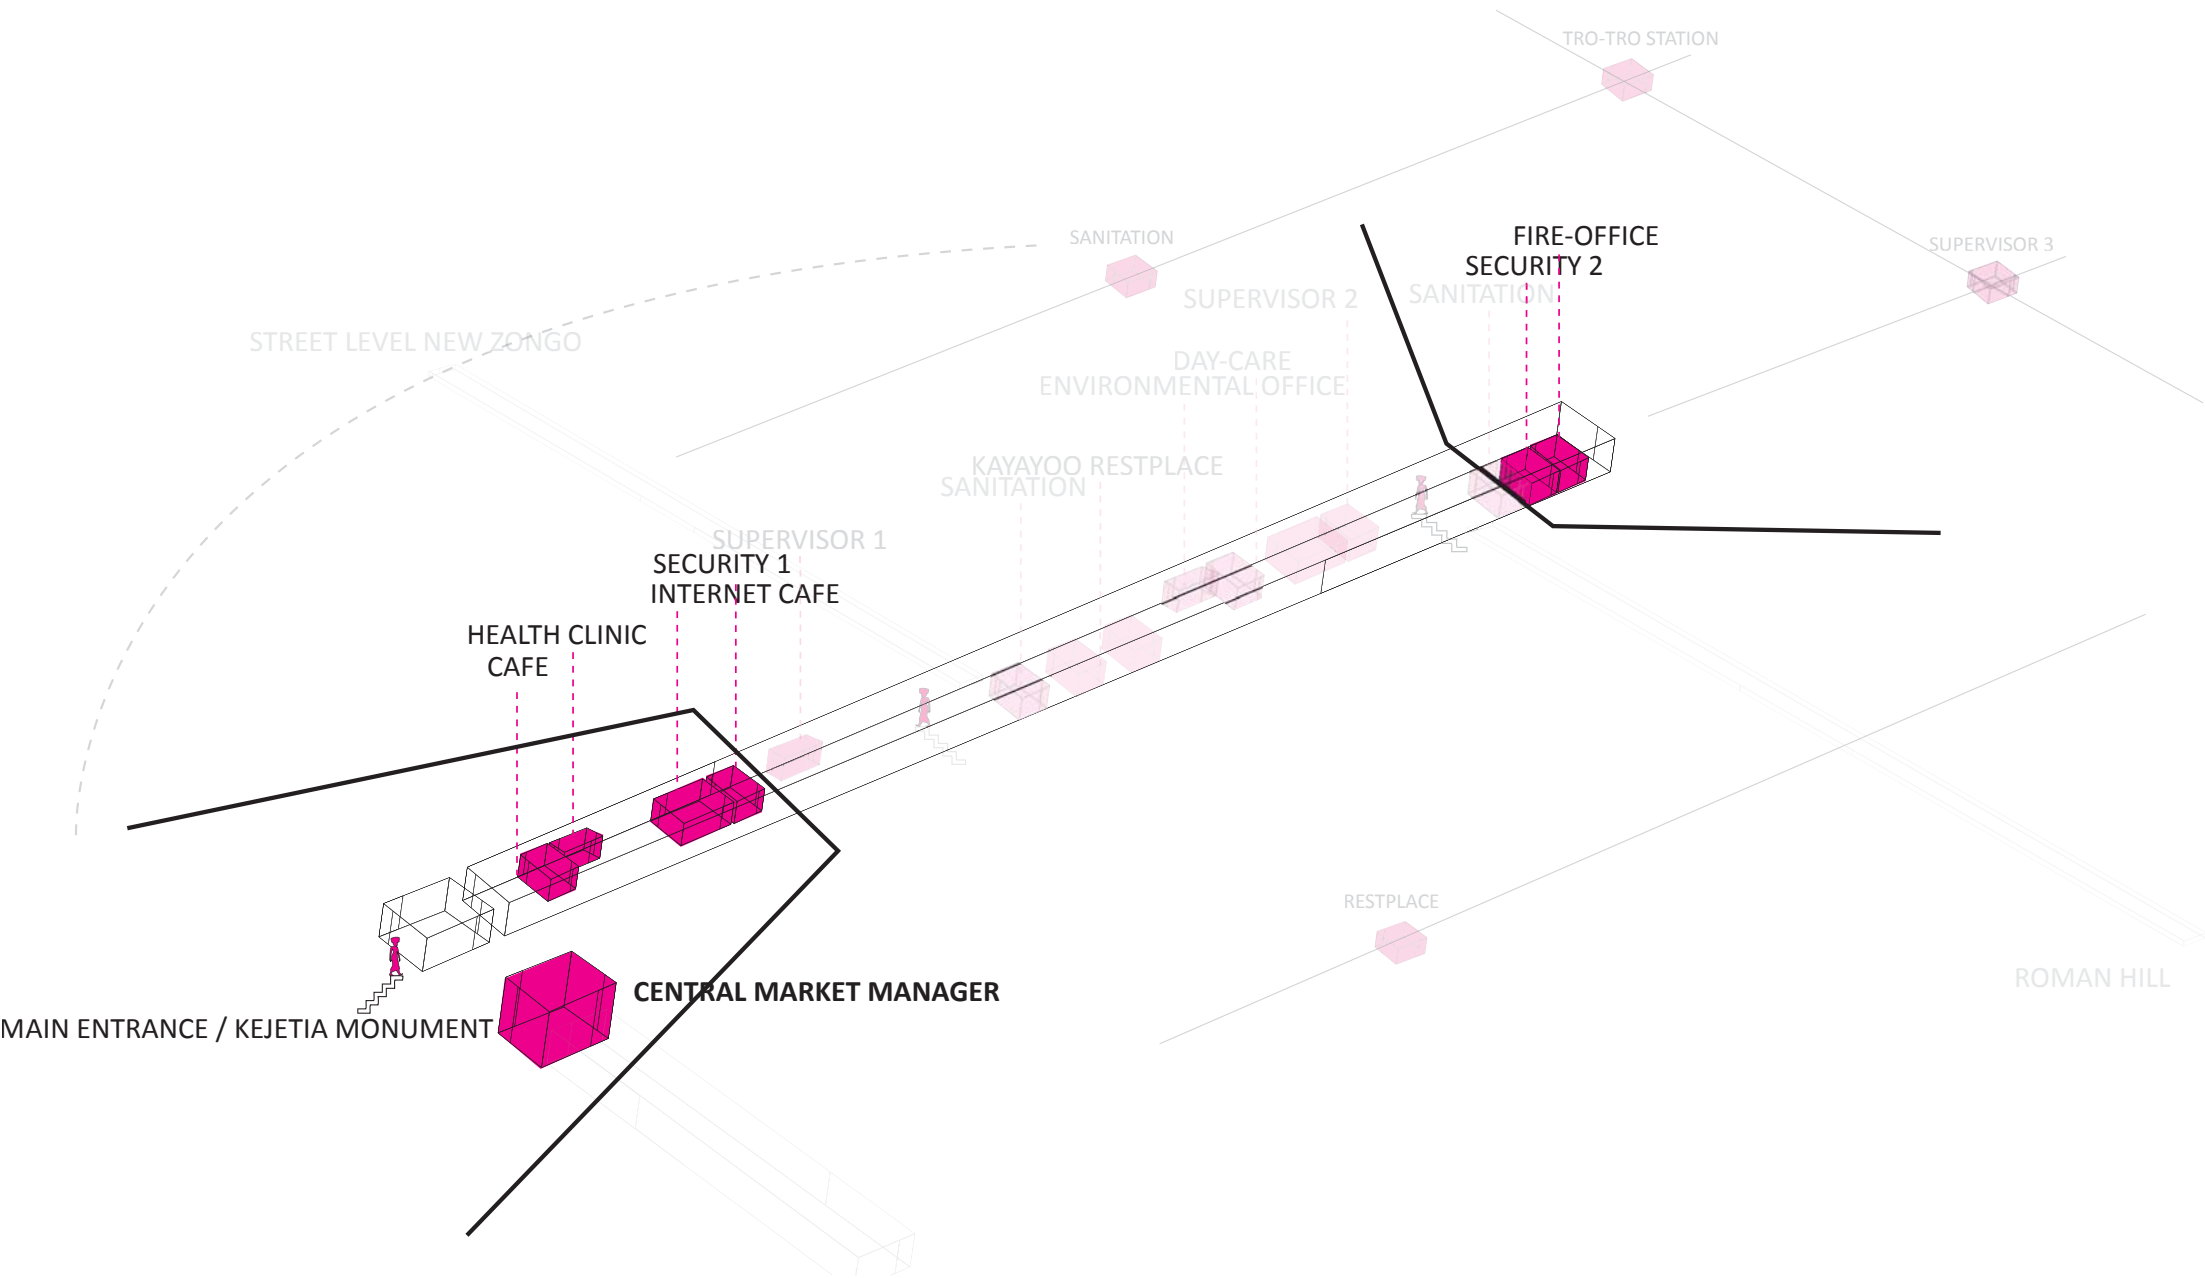 TRO-TRO STATION
FIRE-OFFICE
SANITATION
SUPERVISOR 3
SECURITY 2
SUPERVISOR 2
SANITATION
STREET LEVEL NEW ZONGO
DAY-CARE
ENVIRONMENTAL OFFICE
KAYAYOO RESTPLACE
SANITATION
SUPERVISOR 1
SECURITY 1
INTERNET CAFE
HEALTH CLINIC
CAFE
RESTPLACE
ROMAN HILL
CENTRAL MARKET MANAGER
MAIN ENTRANCE / KEJETIA MONUMENT